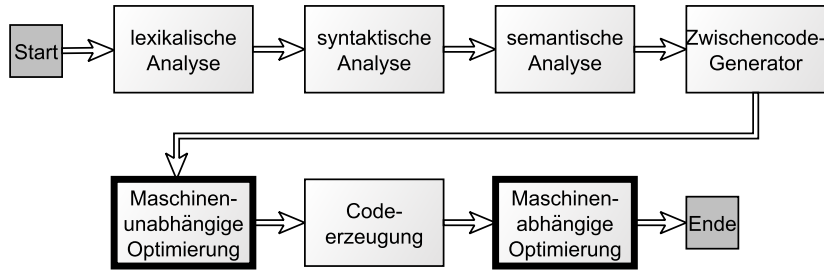 Start
lexikalische
Analyse
syntaktische
Analyse
semantische
Analyse
Zwischencode-
Generator
Maschinen-
unabhängige
Optimierung
Code-
erzeugung
Maschinen-
abhängige
Optimierung
Ende